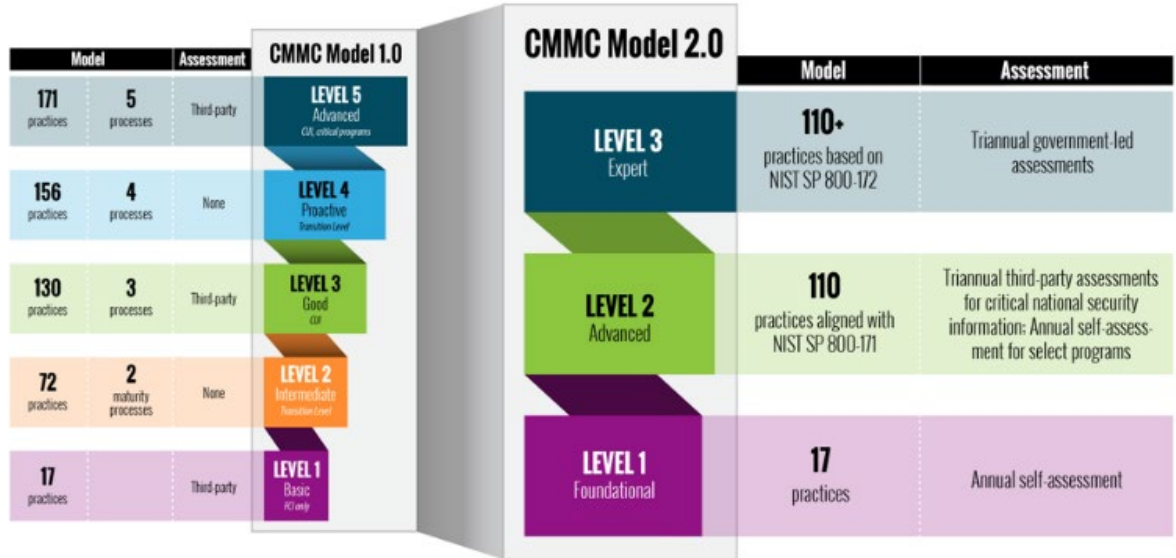 CMMC Model 1.0
Model Assessment
171 practices 5 processes Third-party
LEVEL 5
Advanced
CUI, critical programs
156 practices 4 processes None
LEVEL 4
Proactive
Transition Level
130 practices 3 processes Third-party
LEVEL 3
Good
CUI
72 practices 2 maturity processes None
LEVEL 2
Intermediate
Transition Level
17 practices Third-party
LEVEL 1
Basic
FCI only
CMMC Model 2.0
Model Assessment
LEVEL 3
Expert
110+
practices based on
NIST SP 800-172
Triannual government-led
assessments
LEVEL 2
Advanced
110
practices aligned with
NIST SP 800-171
Triannual third-party assessments
for critical national security
information; Annual self-assess-
ment for select programs
LEVEL 1
Foundational
17
practices
Annual self-assessment